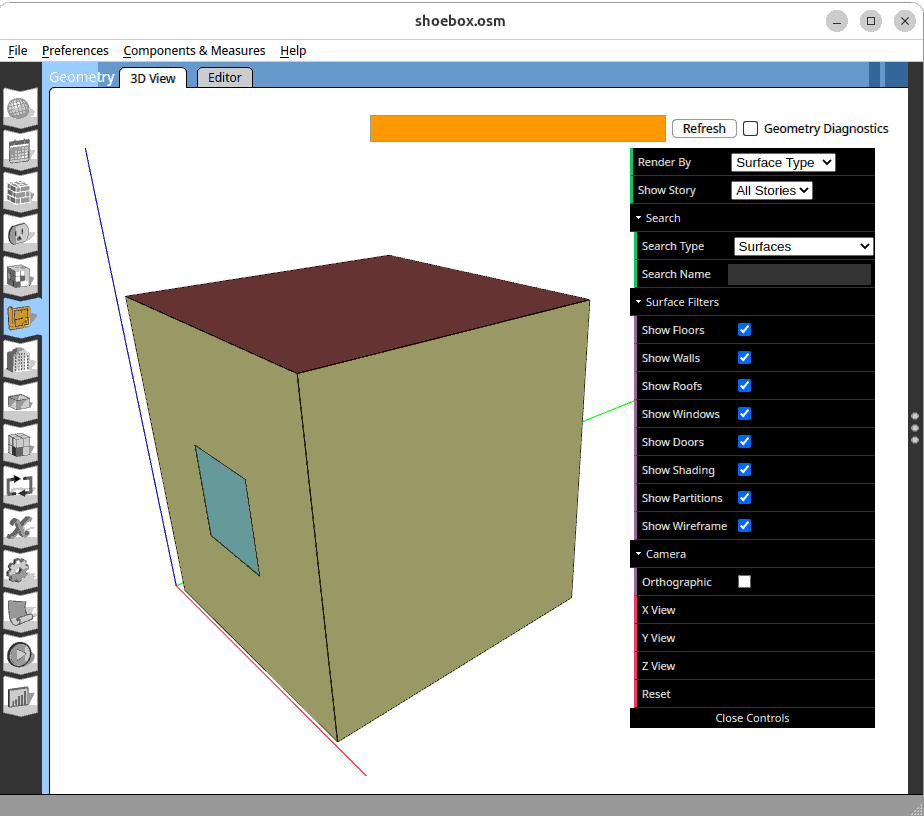 shoebox.osm
File Preferences Components & Measures Help
Geometry 3D View Editor
Refresh Geometry Diagnostics
Render By Surface Type
Show Story All Stories
Search
Search Type Surfaces
Search Name
Surface Filters
Show Floors
Show Walls
Show Roofs
Show Windows
Show Doors
Show Shading
Show Partitions
Show Wireframe
Camera
Orthographic
X View
Y View
Z View
Reset
Close Controls